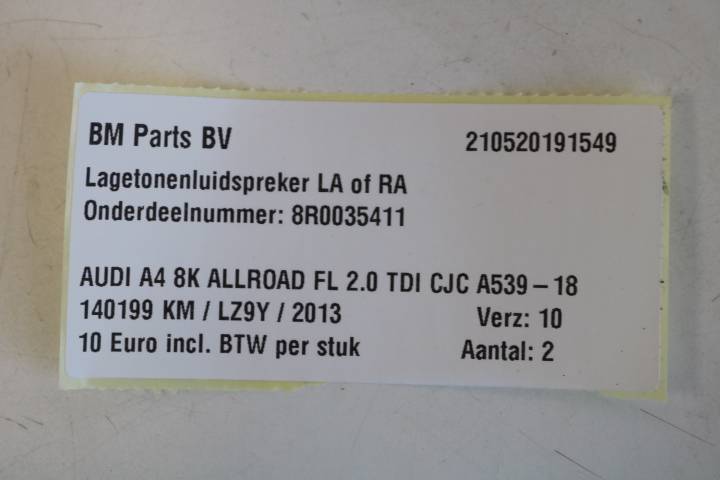 BM Parts BV 210520191549
Lagetonenluidspreker LA of RA
Onderdeelnummer: 8R0035411
AUDI A4 8K ALLROAD FL 2.0 TDI CJC A539-18
140199 KM / LZ9Y / 2013 Verz: 10
10 Euro incl. BTW per stuk Aantal: 2